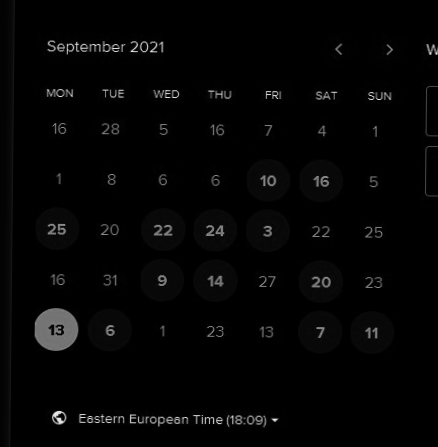 September 2021 < > W
MON TUE WED THU FRI SAT SUN
16 28 5 16 7 4 1
1 8 6 6 10 16 5
25 20 22 24 3 22 25
16 31 9 14 27 20 23
13 6 1 23 13 7 11
Eastern European Time (18:09)